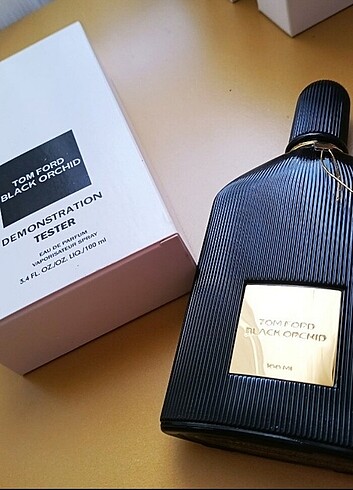 TOM FORD
BLACK ORCHID
DEMONSTRATION
TESTER
EAU DE PARFUM
VAPORISATEUR SPRAY
3.4 FL. OZ./OZ. LIQ./100 ml
TOM FORD
BLACK ORCHID
100 ML